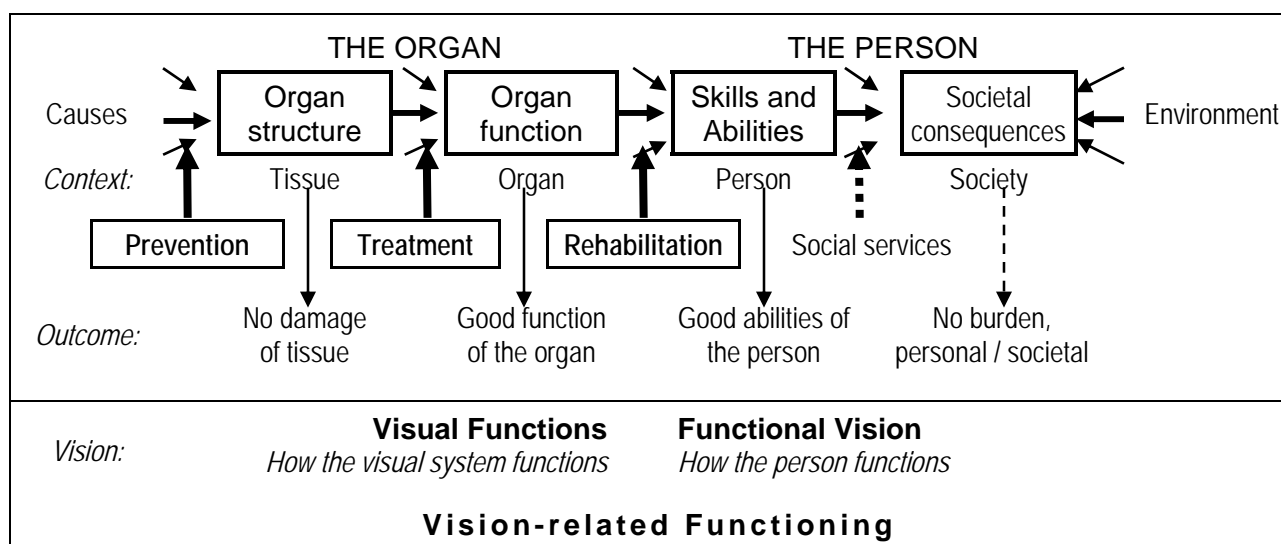 THE ORGAN THE PERSON
Causes
Organ
structure
Organ
function
Skills and
Abilities
Societal
consequences
Environment
Context: Tissue Organ Person Society
Prevention Treatment Rehabilitation Social services
Outcome:
No damage
of tissue
Good function
of the organ
Good abilities of
the person
No burden,
personal / societal
Vision:
Visual Functions
How the visual system functions
Functional Vision
How the person functions
Vision-related Functioning